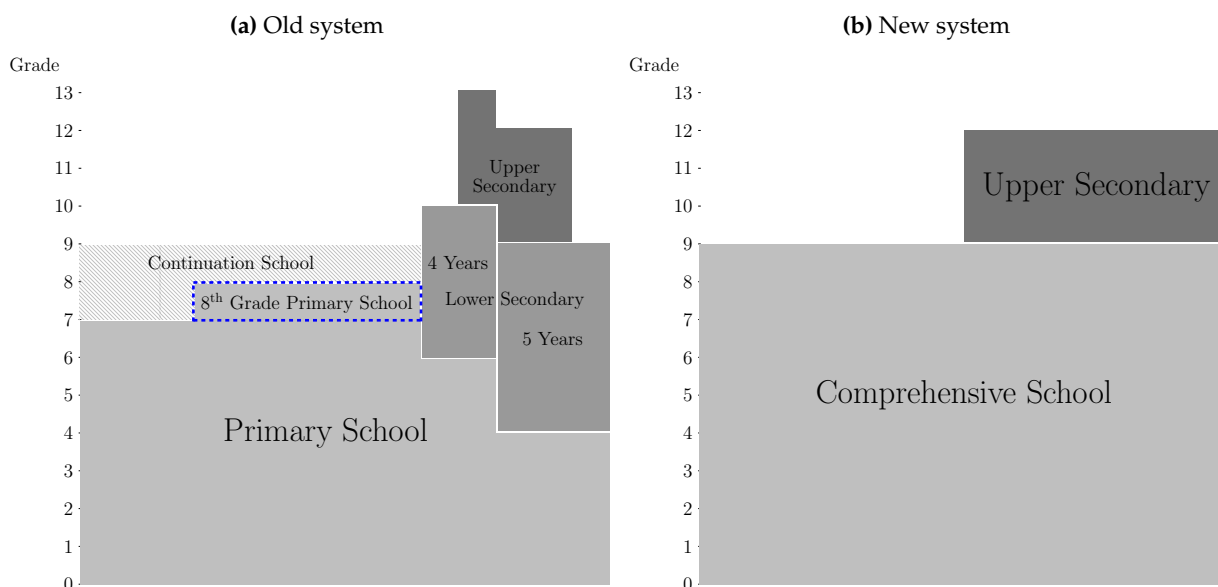 (a) Old system
Grade
13
12
11
10
9
8
7
6
5
4
3
2
1
0
Upper
Secondary
Continuation School
4 Years
8th Grade Primary School
Lower Secondary
5 Years
Primary School
(b) New system
Grade
13
12
11
10
9
8
7
6
5
4
3
2
1
0
Upper Secondary
Comprehensive School